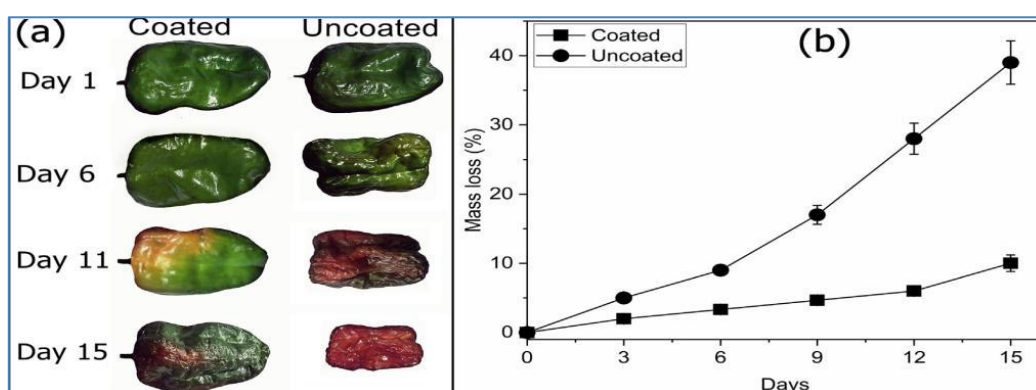 (a)
Coated Uncoated
Day 1
Day 6
Day 11
Day 15
(b)
Coated
Uncoated
Mass loss (%)
40
30
20
10
0
0 3 6 9 12 15
Days